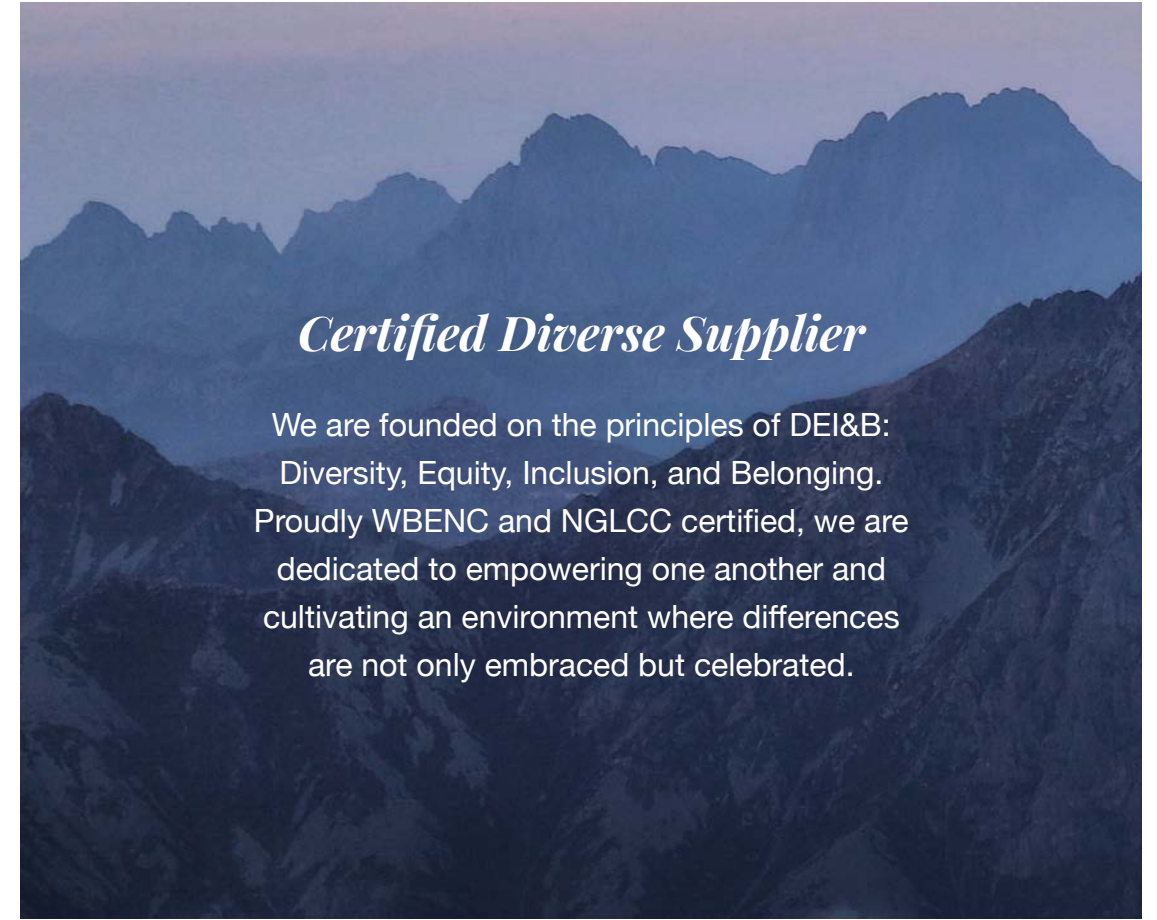 Certified Diverse Supplier
We are founded on the principles of DEI&B:
Diversity, Equity, Inclusion, and Belonging.
Proudly WBENC and NGLCC certified, we are
dedicated to empowering one another and
cultivating an environment where differences
are not only embraced but celebrated.